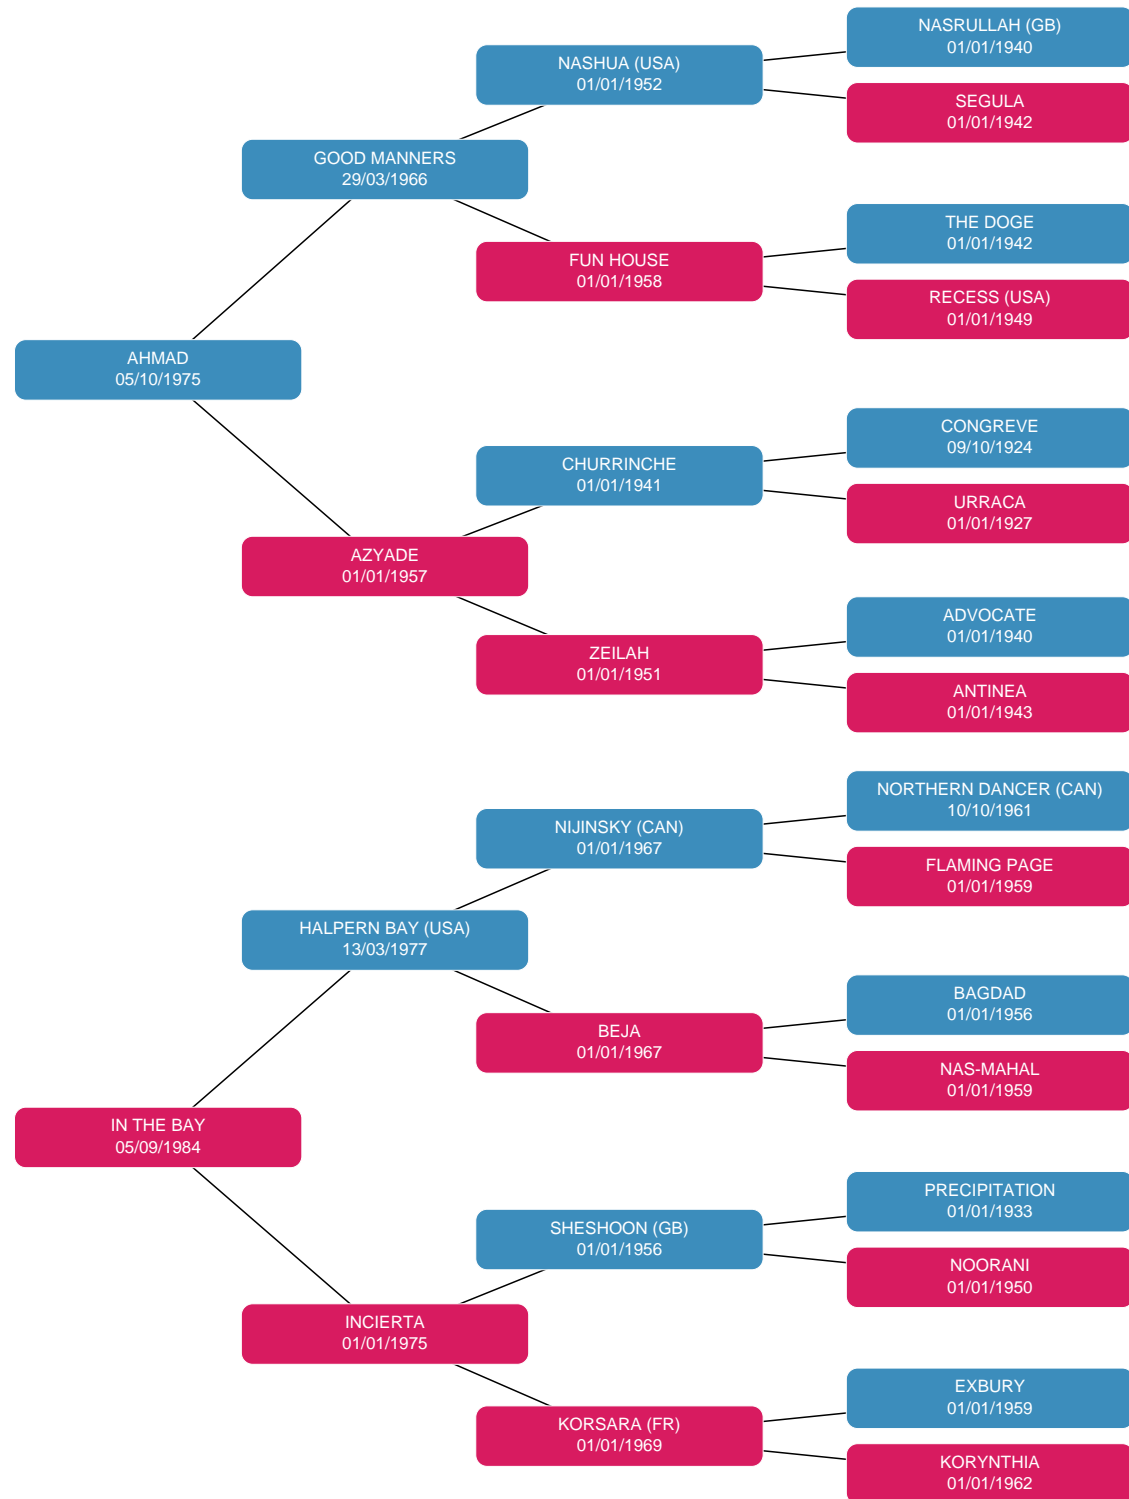 NASRULLAH (GB)
01/01/1940
NASHUA (USA)
01/01/1952
SEGULA
01/01/1942
GOOD MANNERS
29/03/1966
THE DOGE
01/01/1942
FUN HOUSE
01/01/1958
RECESS (USA)
01/01/1949
AHMAD
05/10/1975
CONGREVE
09/10/1924
CHURRINCHE
01/01/1941
URRACA
01/01/1927
AZYADE
01/01/1957
ADVOCATE
01/01/1940
ZEILAH
01/01/1951
ANTINEA
01/01/1943
NORTHERN DANCER (CAN)
10/10/1961
NIJINSKY (CAN)
01/01/1967
FLAMING PAGE
01/01/1959
HALPERN BAY (USA)
13/03/1977
BAGDAD
01/01/1956
BEJA
01/01/1967
NAS-MAHAL
01/01/1959
IN THE BAY
05/09/1984
PRECIPITATION
01/01/1933
SHESHOON (GB)
01/01/1956
NOORANI
01/01/1950
INCIERTA
01/01/1975
EXBURY
01/01/1959
KORSARA (FR)
01/01/1969
KORYNTHIA
01/01/1962